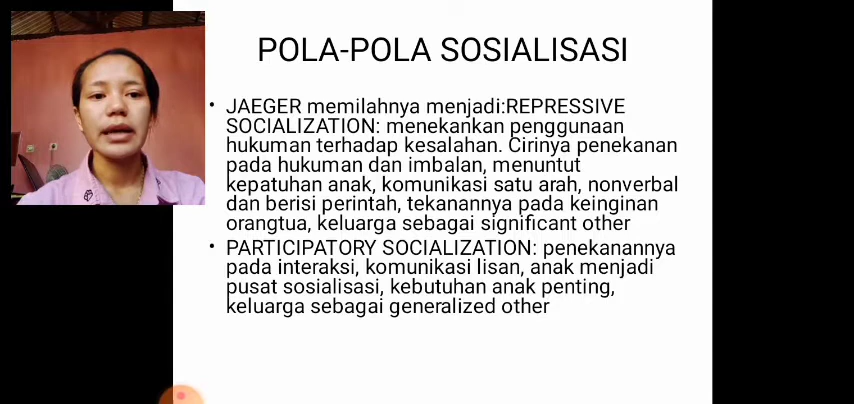 POLA-POLA SOSIALISASI
• JAEGER memilahnya menjadi:REPRESSIVE
SOCIALIZATION: menekankan penggunaan
hukuman terhadap kesalahan. Cirinya penekanan
pada hukuman dan imbalan, menuntut
kepatuhan anak, komunikasi satu arah, nonverbal
dan berisi perintah, tekanannya pada keinginan
orangtua, keluarga sebagai significant other
• PARTICIPATORY SOCIALIZATION: penekanannya
pada interaksi, komunikasi lisan, anak menjadi
pusat sosialisasi, kebutuhan anak penting,
keluarga sebagai generalized other